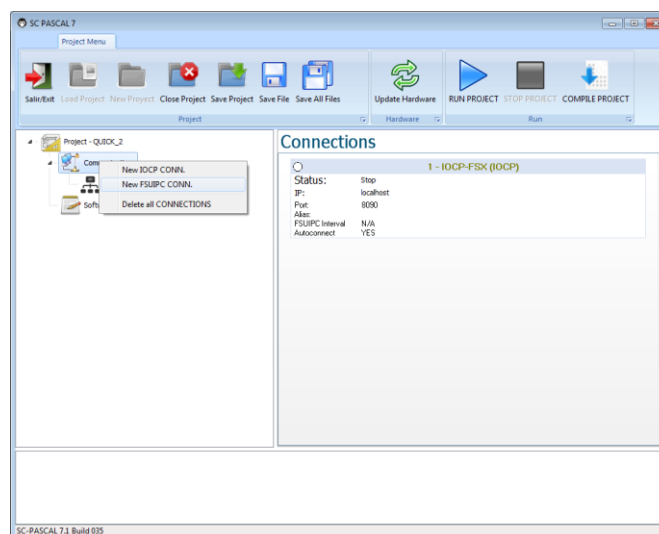 SC PASCAL 7
Project Menu
Salir/Exit Load Project New Proyect Close Project Save Project Save File Save All Files Update Hardware RUN PROJECT STOP PROJECT COMPILE PROJECT
Project Hardware Run
Project - QUICK_2
Connections
New IOCP CONN.
New FSUIPC CONN.
Delete all CONNECTIONS
Soft
1 - IOCP-FSX (IOCP)
Status: Stop
IP: localhost
Port: 8090
Alias:
FSUIPC Interval N/A
Autoconnect YES
SC-PASCAL 7.1 Build 035